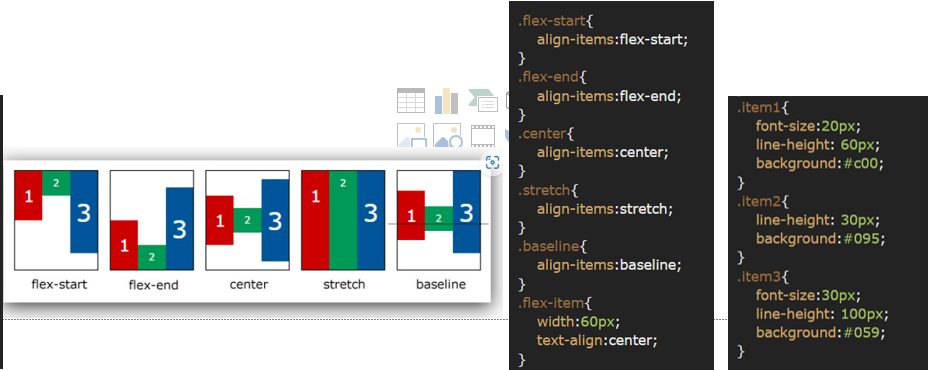 1
2
3
flex-start
1
2
3
flex-end
1
2
3
center
1
2
3
stretch
1
2
3
baseline
.flex-start{
align-items:flex-start;
}
.flex-end{
align-items:flex-end;
}
.center{
align-items:center;
}
.stretch{
align-items:stretch;
}
.baseline{
align-items:baseline;
}
.flex-item{
width:60px;
text-align:center;
}
.item1{
font-size:20px;
line-height: 60px;
background:#c00;
}
.item2{
line-height: 30px;
background:#095;
}
.item3{
font-size:30px;
line-height: 100px;
background:#059;
}